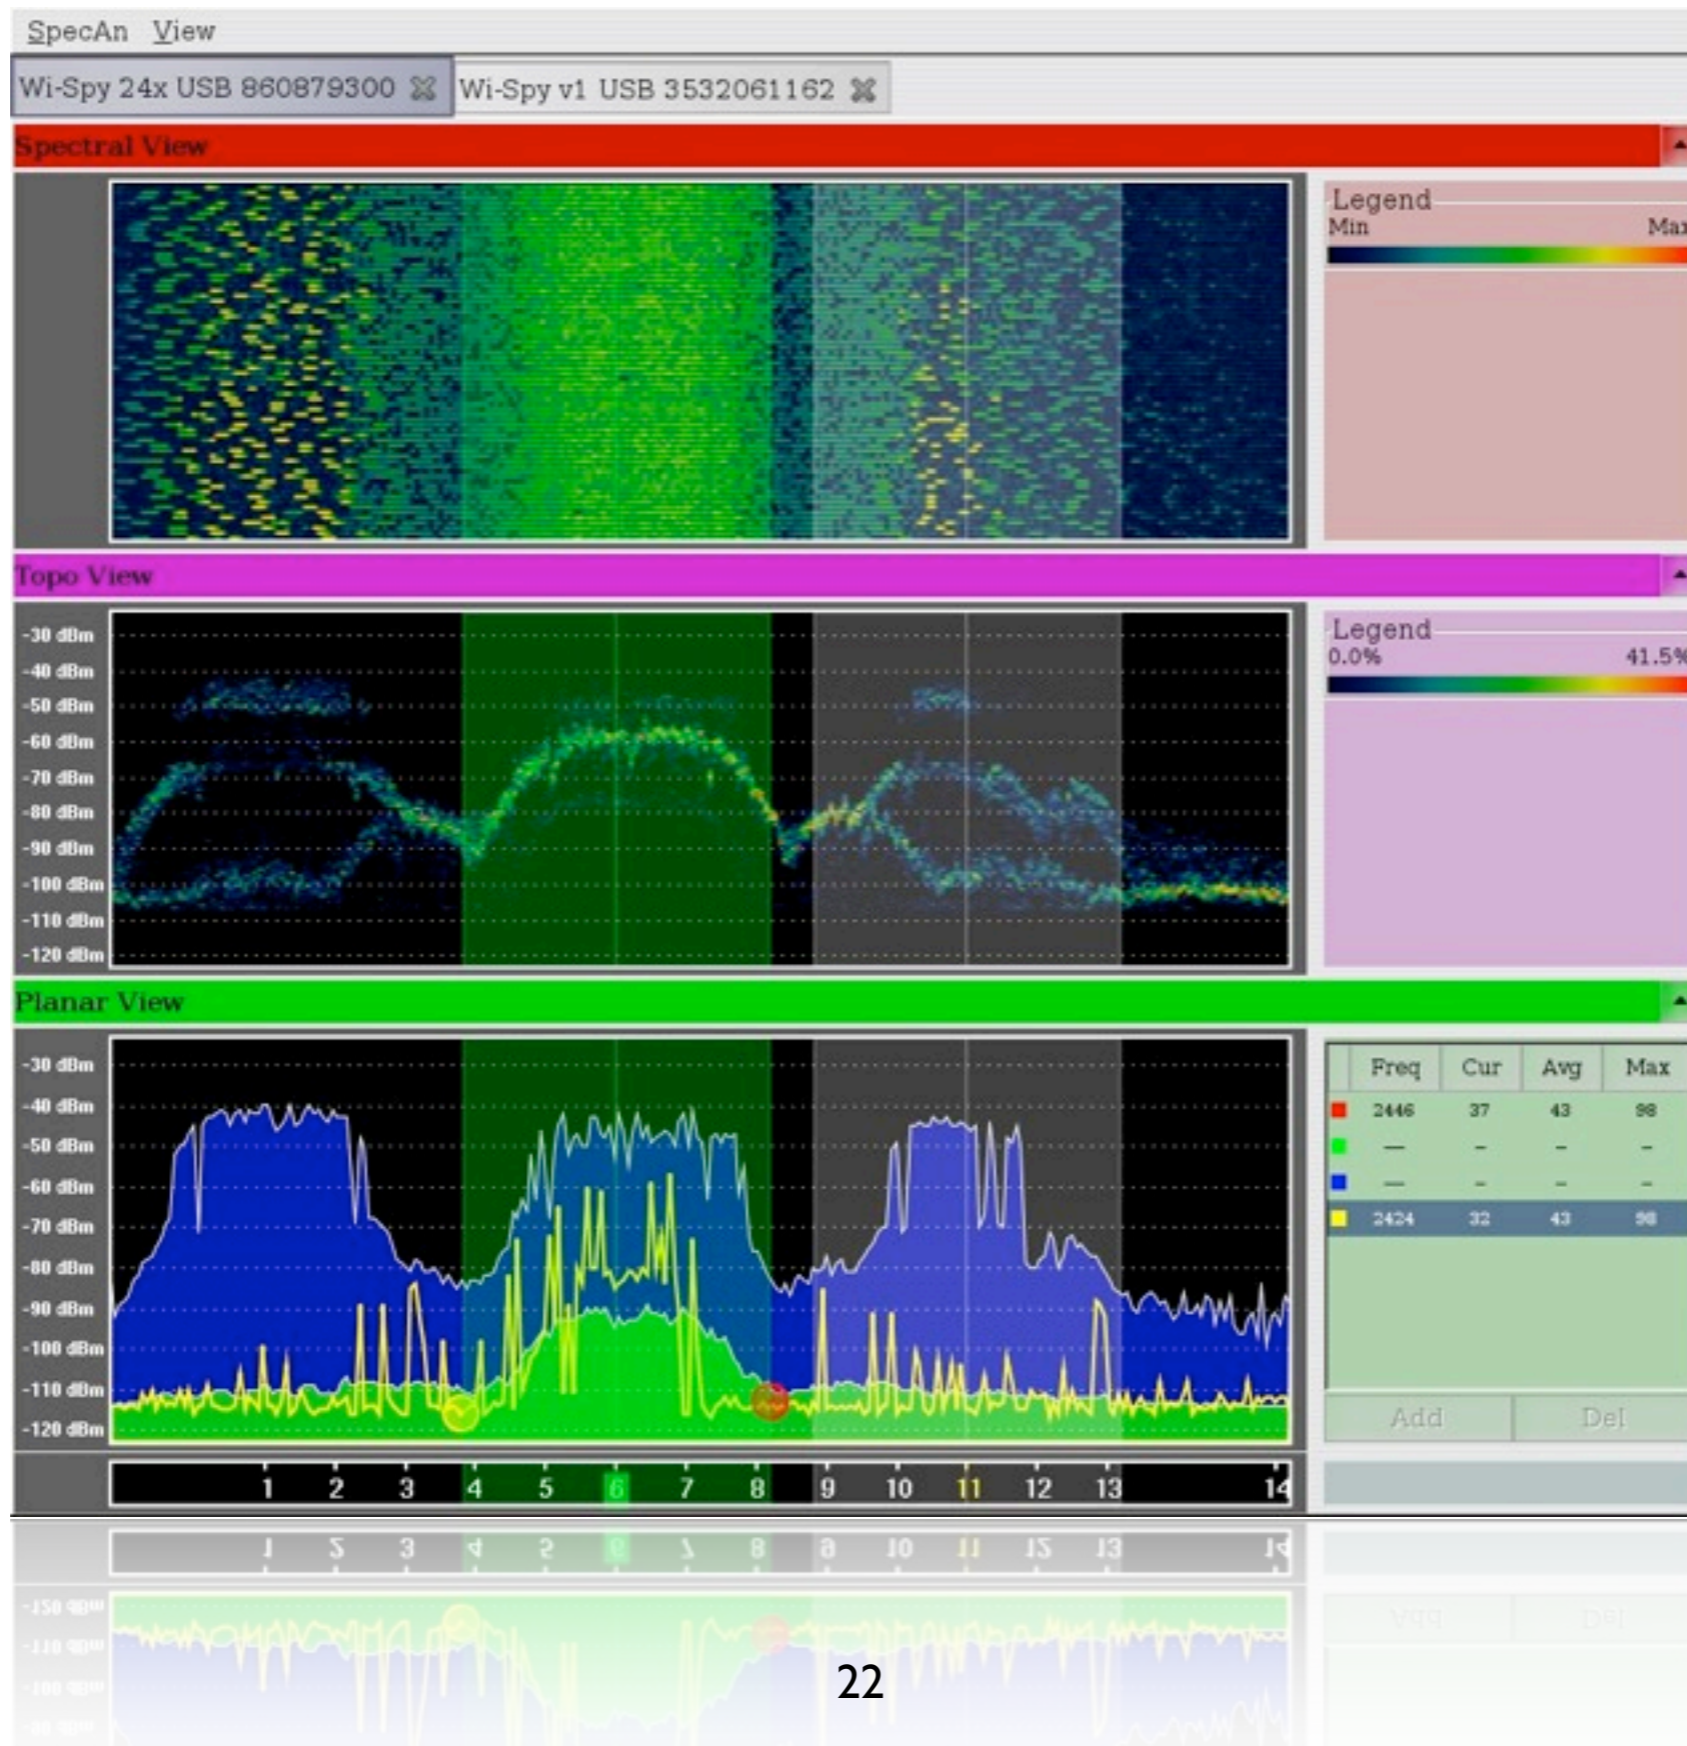 SpecAn View
Wi-Spy 24x USB 860879300 Wi-Spy v1 USB 3532061162
Spectral View
Legend
Min Max
Topo View
-30 dBm
-40 dBm
-50 dBm
-60 dBm
-70 dBm
-80 dBm
-90 dBm
-100 dBm
-110 dBm
-120 dBm
Legend
0.0% 41.5%
Planar View
-30 dBm
-40 dBm
-50 dBm
-60 dBm
-70 dBm
-80 dBm
-90 dBm
-100 dBm
-110 dBm
-120 dBm
Freq Cur Avg Max
2446 37 43 98
— - - -
— - - -
2424 32 43 98
Add Del
1 2 3 4 5 6 7 8 9 10 11 12 13 14
22